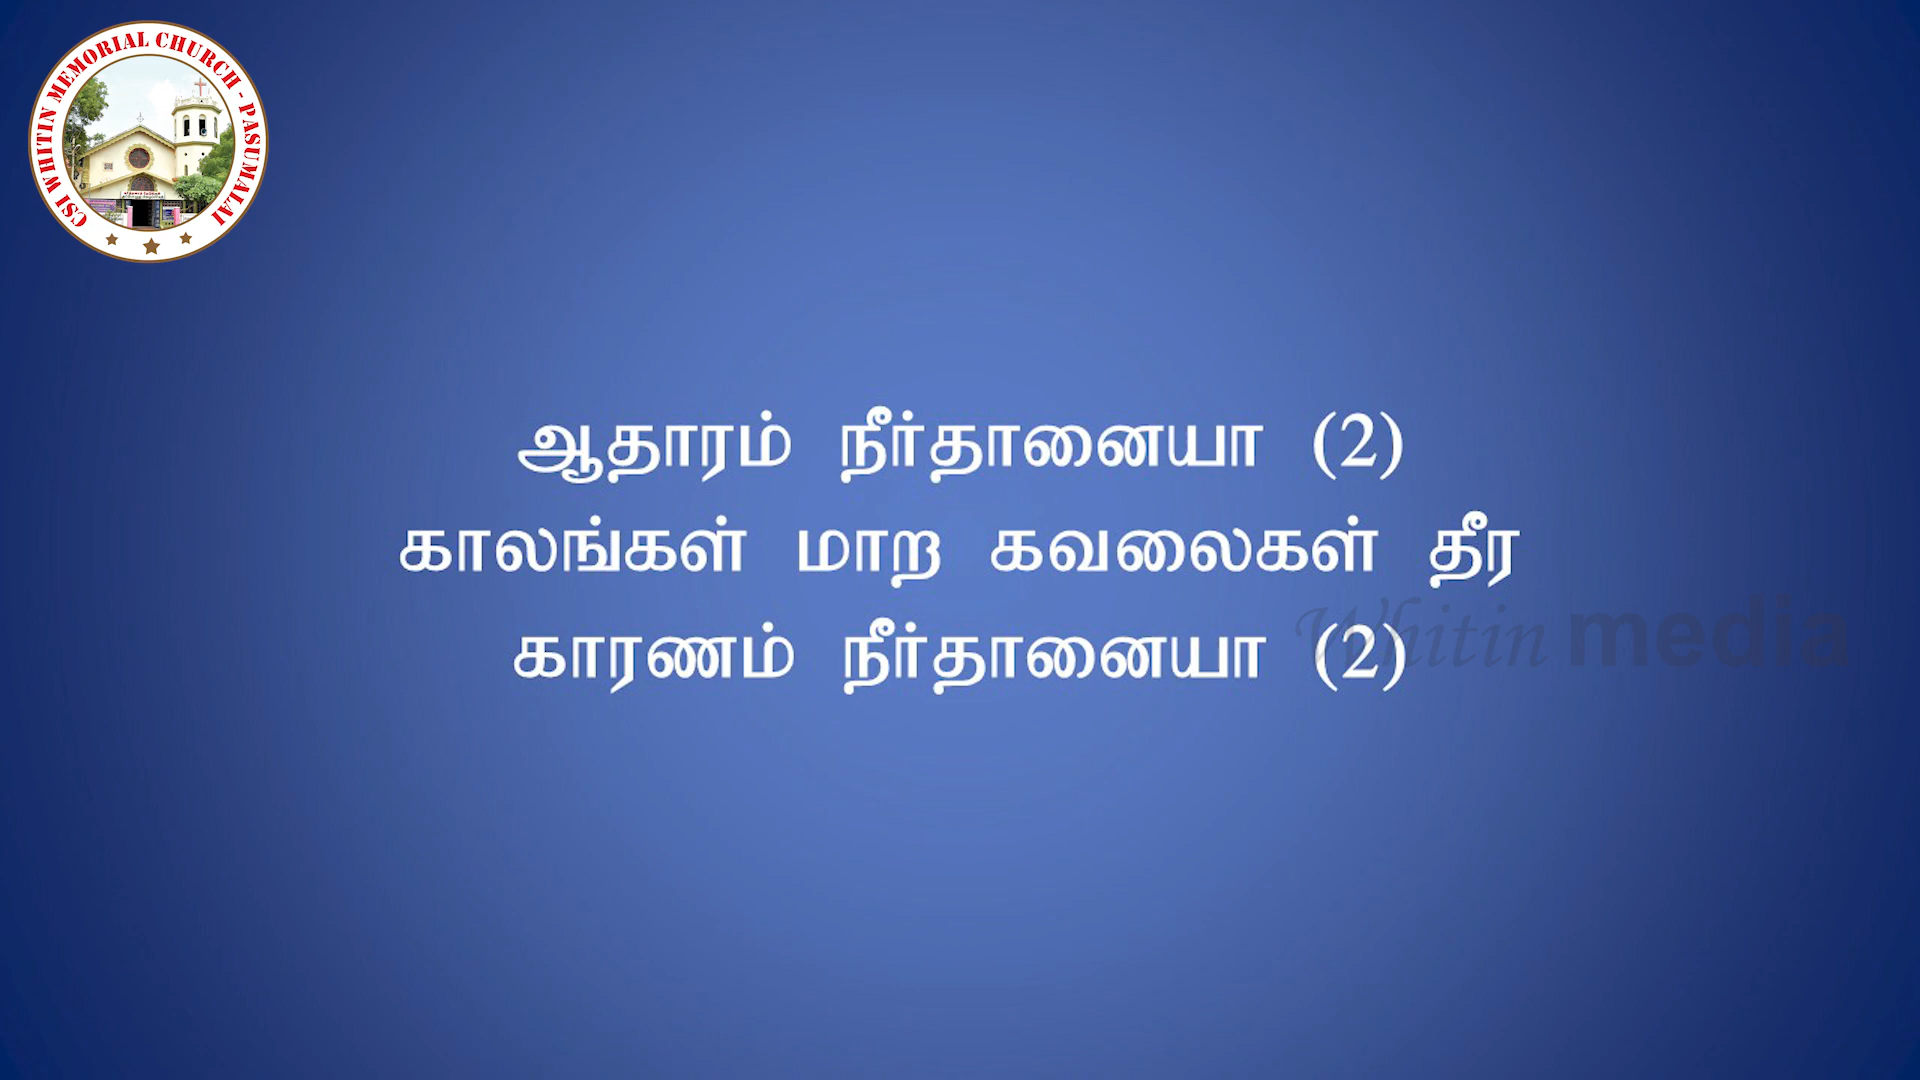 CSI WHITIN MEMORIAL CHURCH - PASUMALAI
ஆதாரம் நீர்தானையா (2)
காலங்கள் மாற கவலைகள் தீர
காரணம் நீர்தானையா (2)
Whitin media